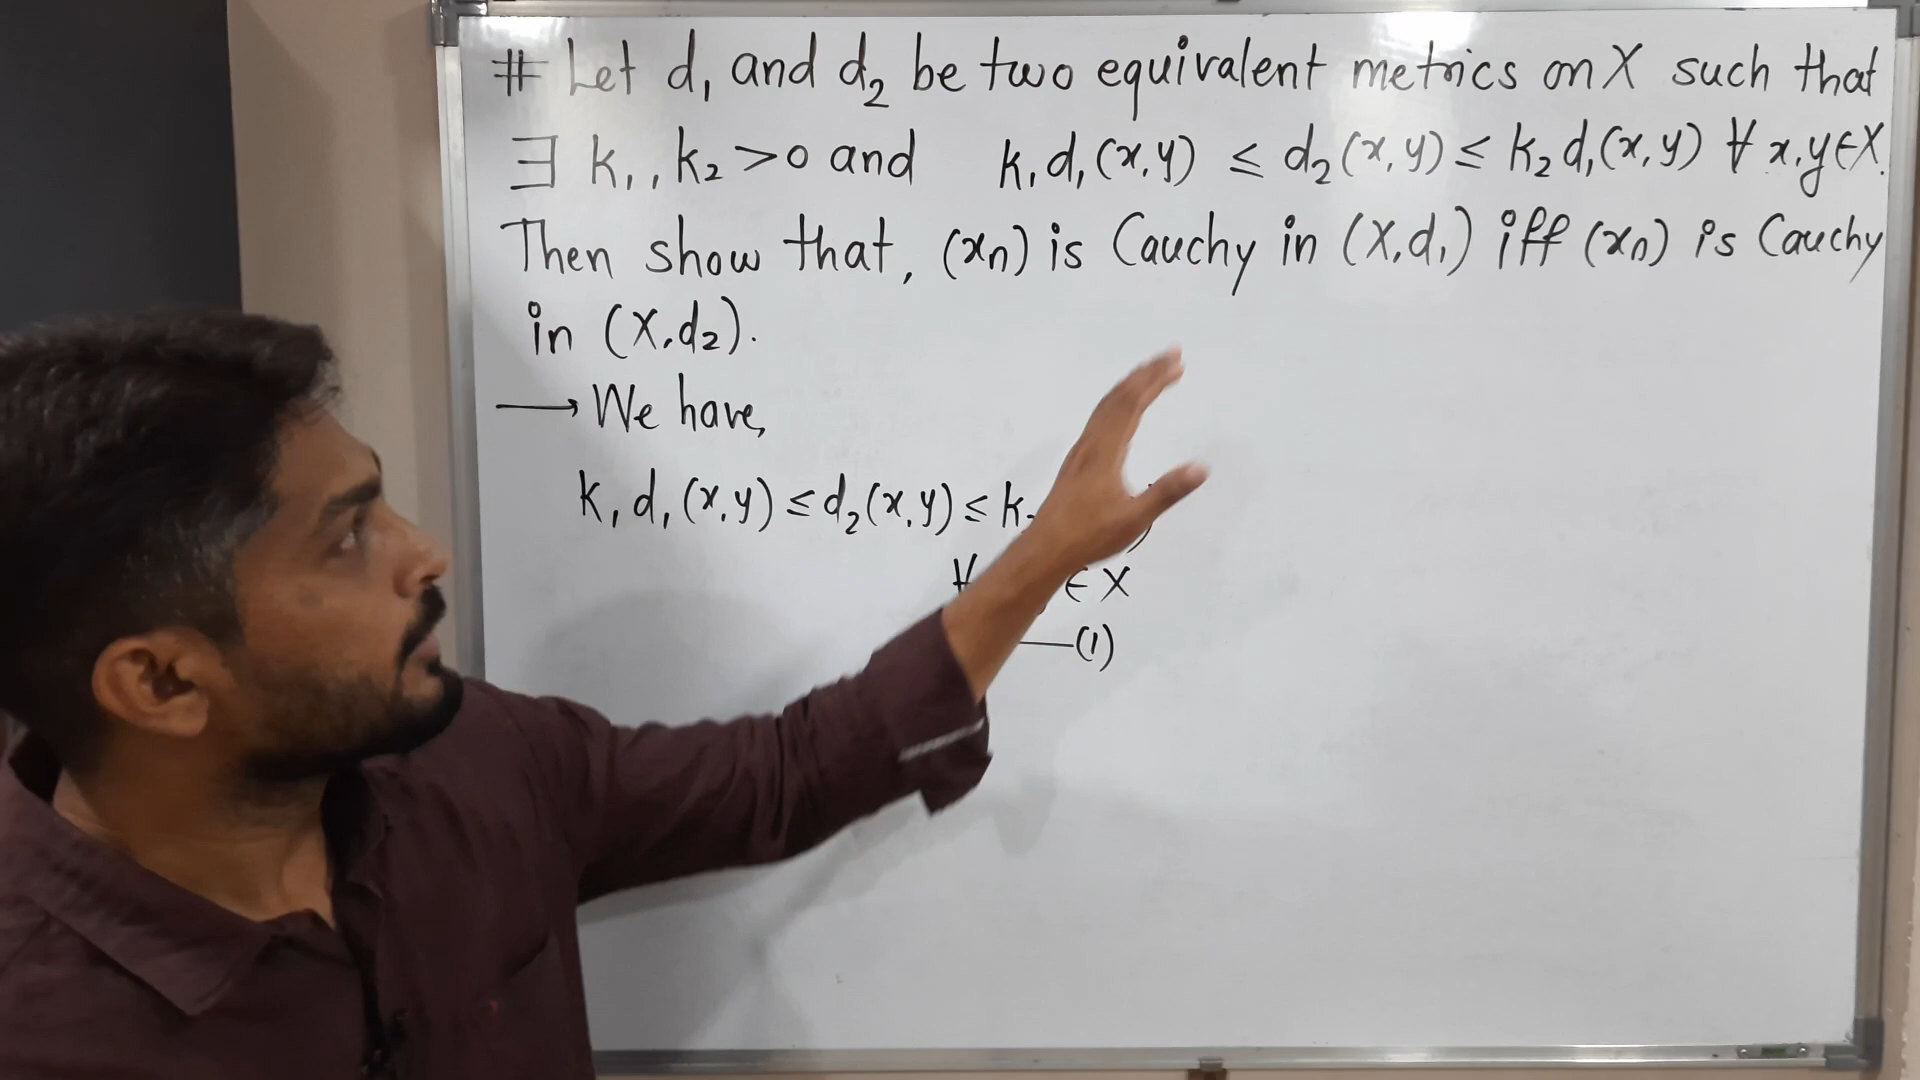 # Let d₁ and d₂ be two equivalent metrics on X such that
∃ k₁, k₂ > 0 and k₁d₁(x,y) ≤ d₂(x,y) ≤ k₂d₁(x,y) ∀ x,y ∈ X.
Then show that, (xn) is Cauchy in (X,d₁) iff (xn) is Cauchy
in (X,d₂).
→ We have,
k₁d₁(x,y) ≤ d₂(x,y) ≤ k
∀ ∈ X
—(1)